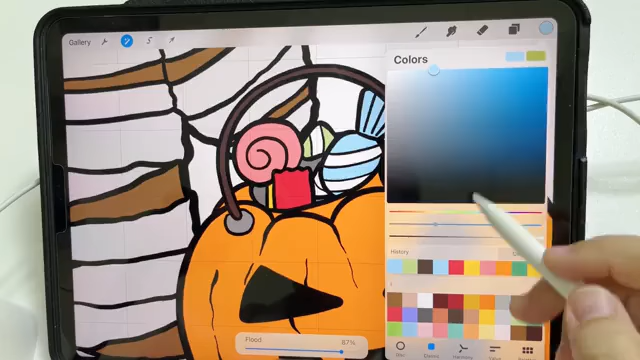 Gallery
Colors
History
Flood 87%
Disc Classic Harmony Value Palettes